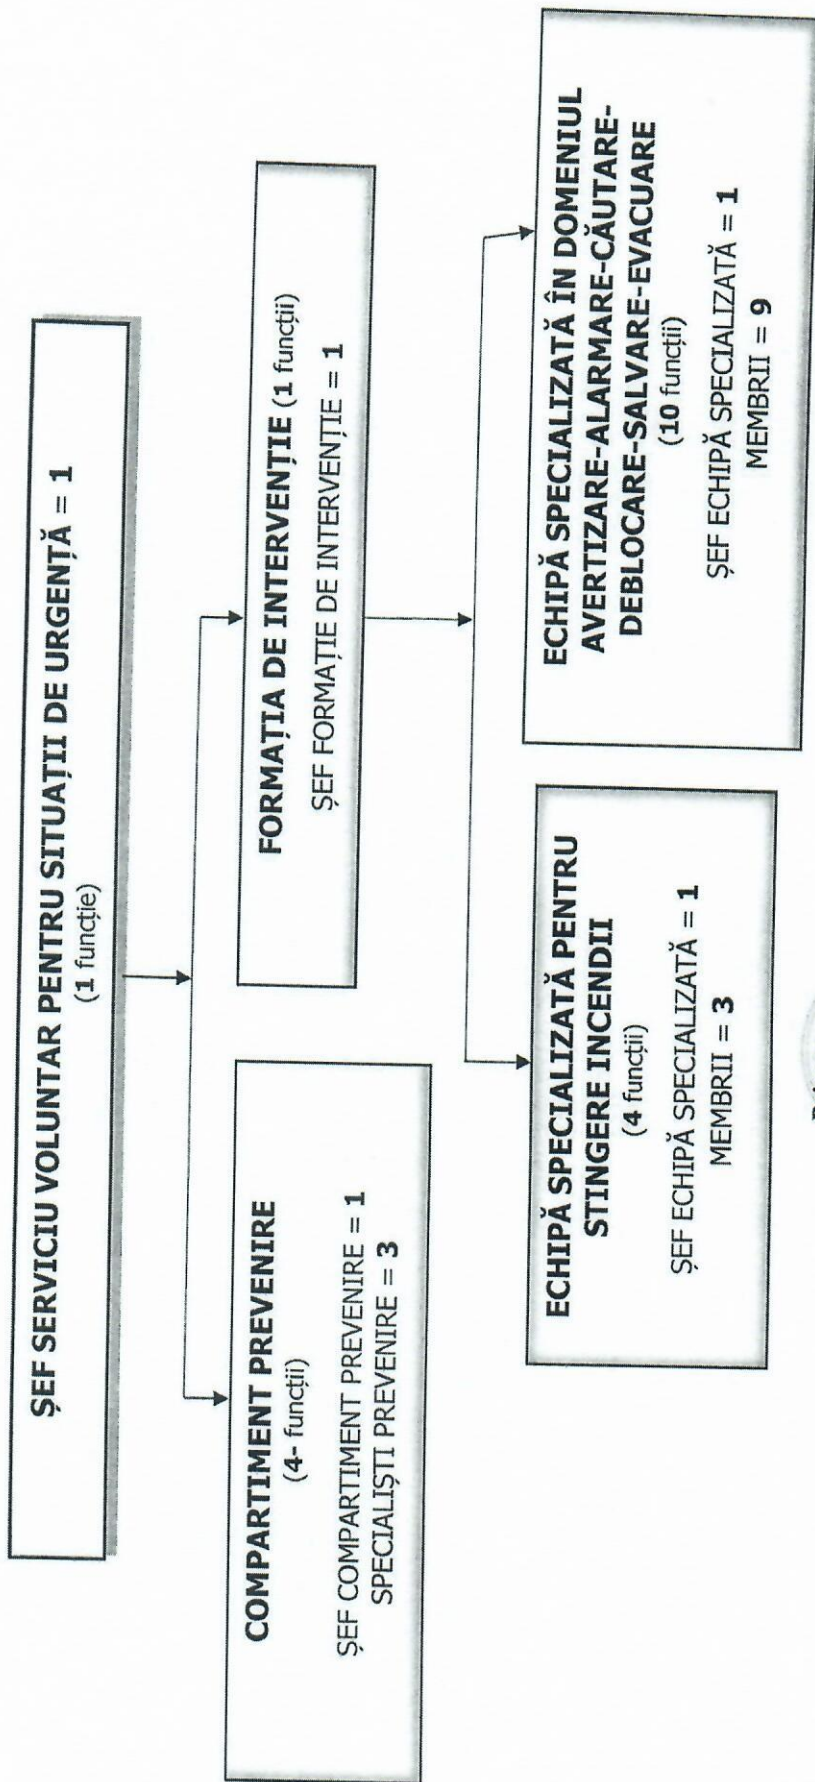 ȘEF SERVICIU VOLUNTAR PENTRU SITUAȚII DE URGENȚĂ = 1
(1 funcție)
COMPARTIMENT PREVENIRE
(4- funcții)
ȘEF COMPARTIMENT PREVENIRE = 1
SPECIALIȘTI PREVENIRE = 3
FORMAȚIA DE INTERVENȚIE (1 funcții)
ȘEF FORMAȚIE DE INTERVENȚIE = 1
ECHIPĂ SPECIALIZATĂ PENTRU
STINGERE INCENDII
(4 funcții)
ȘEF ECHIPĂ SPECIALIZATĂ = 1
MEMBRII = 3
ECHIPĂ SPECIALIZATĂ ÎN DOMENIUL
AVERTIZARE-ALARMARE-CĂUTARE-
DEBLOCARE-SALVARE-EVACUARE
(10 funcții)
ȘEF ECHIPĂ SPECIALIZATĂ = 1
MEMBRII = 9